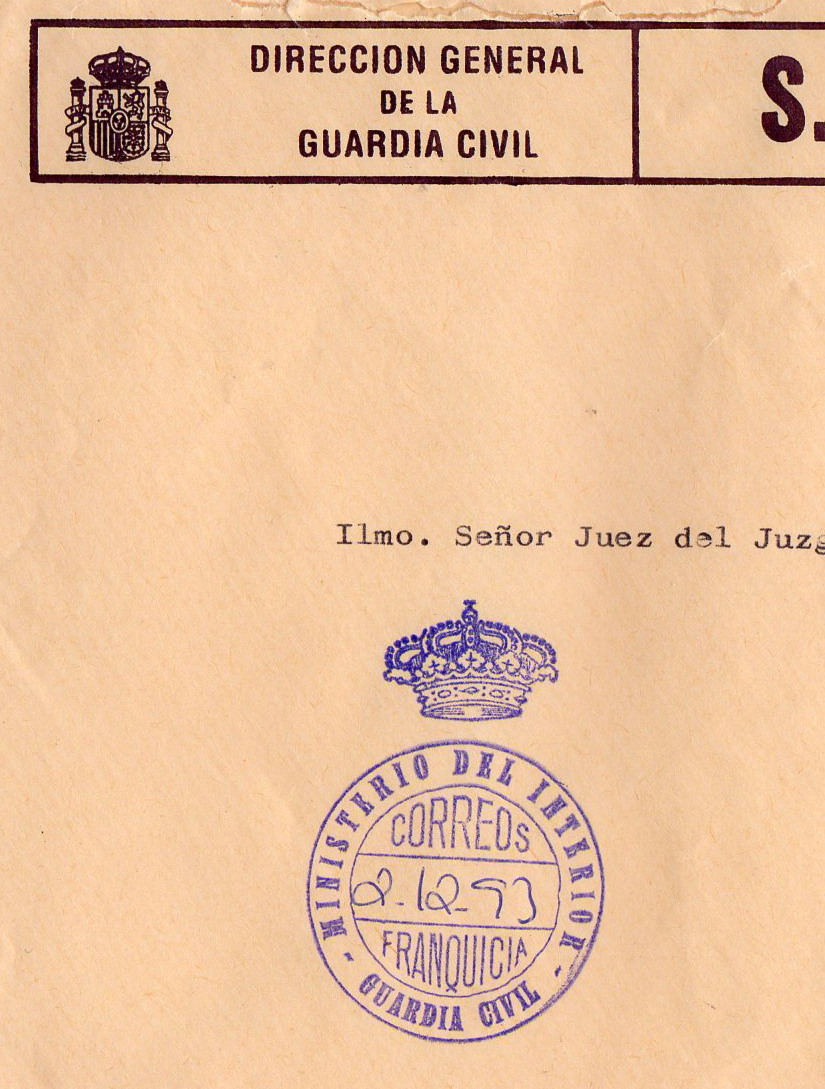 DIRECCION GENERAL
DE LA
GUARDIA CIVIL
S.
Ilmo. Señor Juez del Juzg
MINISTERIO DEL INTERIOR
CORREOS
2-12-93
FRANQUICIA
- GUARDIA CIVIL -